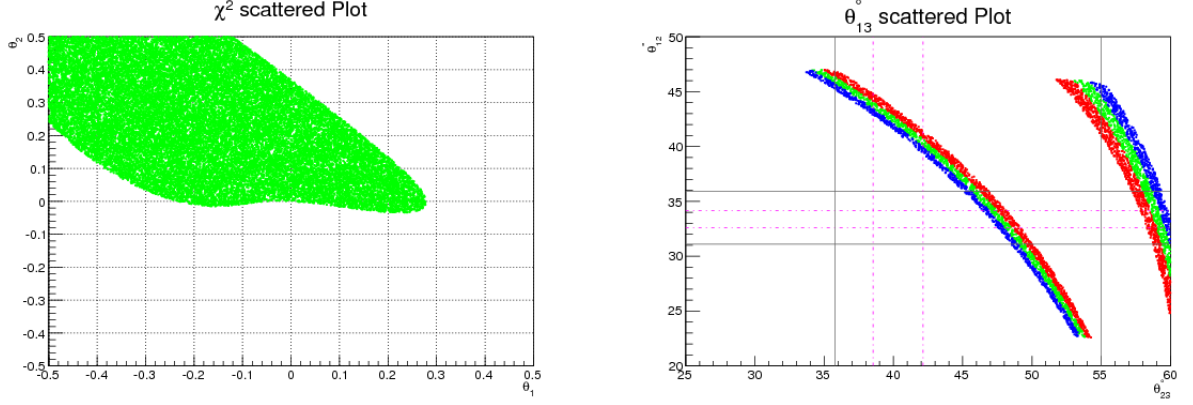 χ² scattered Plot
θ₂
0.5
0.4
0.3
0.2
0.1
0
-0.1
-0.2
-0.3
-0.4
-0.5
-0.5 -0.4 -0.3 -0.2 -0.1 0 0.1 0.2 0.3 0.4 0.5
θ₁
θ°₁₃ scattered Plot
θ°₁₂
50
45
40
35
30
25
20
25 30 35 40 45 50 55 60
θ°₂₃